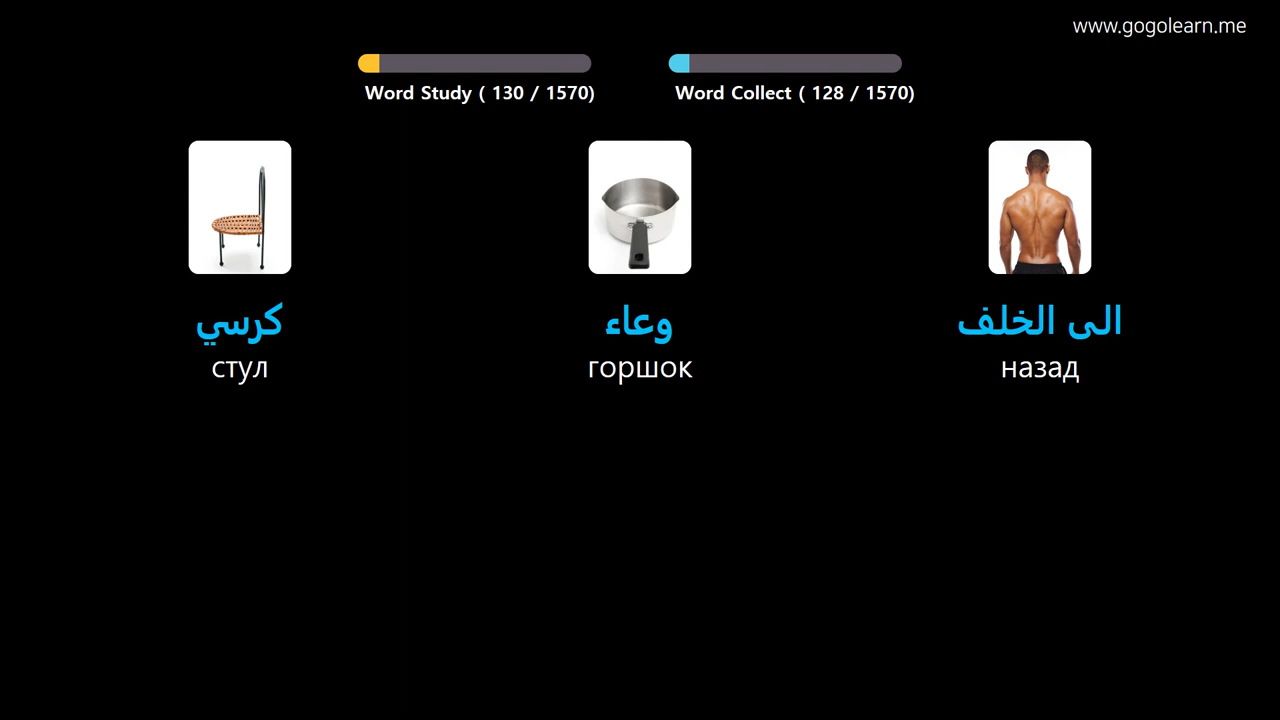 www.gogolearn.me
Word Study ( 130 / 1570)
Word Collect ( 128 / 1570)
كرسي
стул
وعاء
горшок
الى الخلف
назад